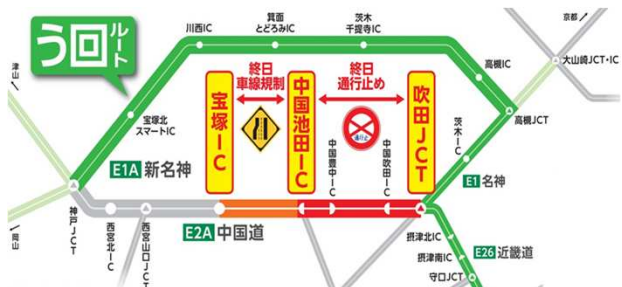 う回
ルート
川西IC
箕面
とどろみIC
茨木
千提寺IC
京都
大山崎JCT・IC
高槻IC
高槻JCT
津山
宝塚北
スマートIC
宝塚IC
終日
車線規制
中国池田IC
終日
通行止め
吹田JCT
茨木IC
中国豊中IC
中国吹田IC
E1A 新名神
E1 名神
神戸JCT
西宮北IC
西宮山口JCT
E2A 中国道
岡山
摂津北IC
摂津南IC
E26 近畿道
守口JCT